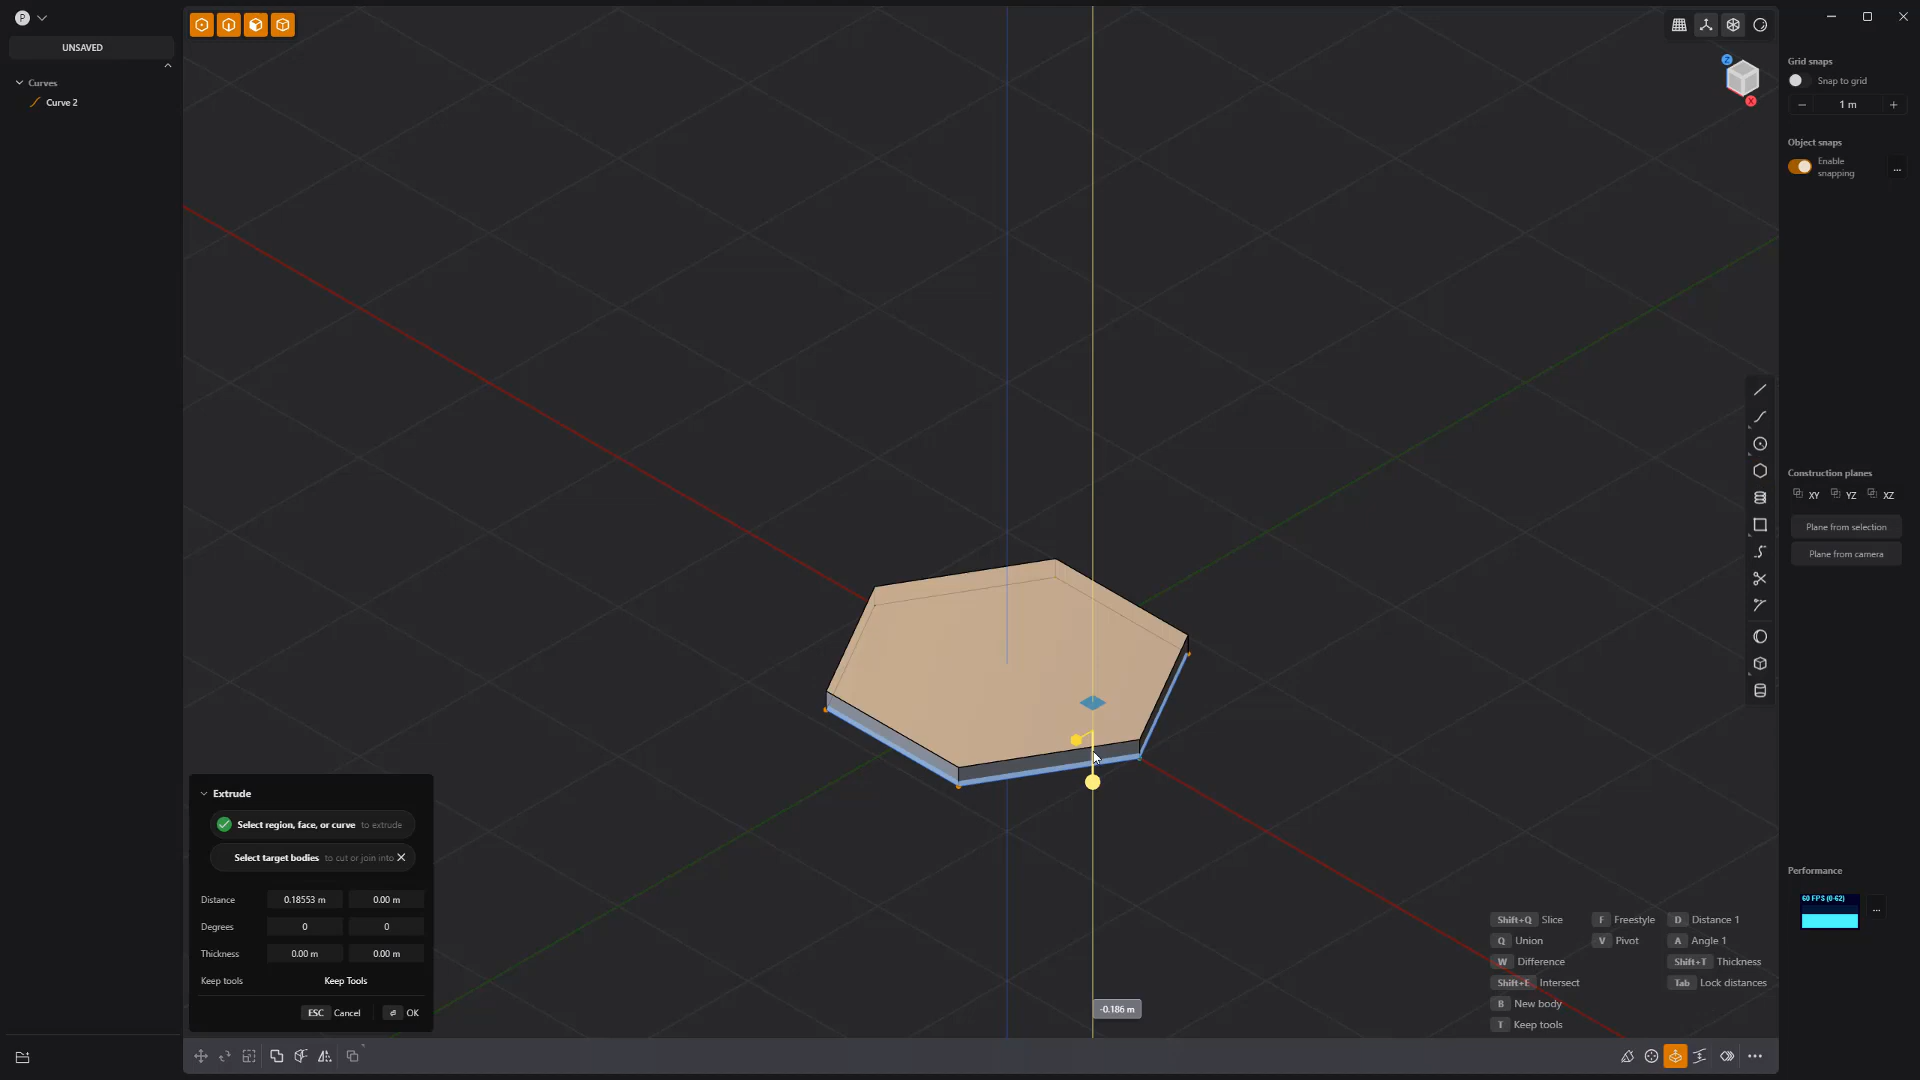 P
UNSAVED
Curves
Curve 2
Z
X
Grid snaps
Snap to grid
1 m
Object snaps
Enable
snapping
...
Construction planes
XY YZ XZ
Plane from selection
Plane from camera
Performance
60 FPS (0-62)
...
Extrude
Select region, face, or curve to extrude
Select target bodies to cut or join into
Distance 0.18553 m 0.00 m
Degrees 0 0
Thickness 0.00 m 0.00 m
Keep tools Keep Tools
ESC Cancel OK
-0.186 m
Shift+Q Slice F Freestyle D Distance 1
Q Union V Pivot A Angle 1
W Difference Shift+T Thickness
Shift+E Intersect Tab Lock distances
B New body
T Keep tools